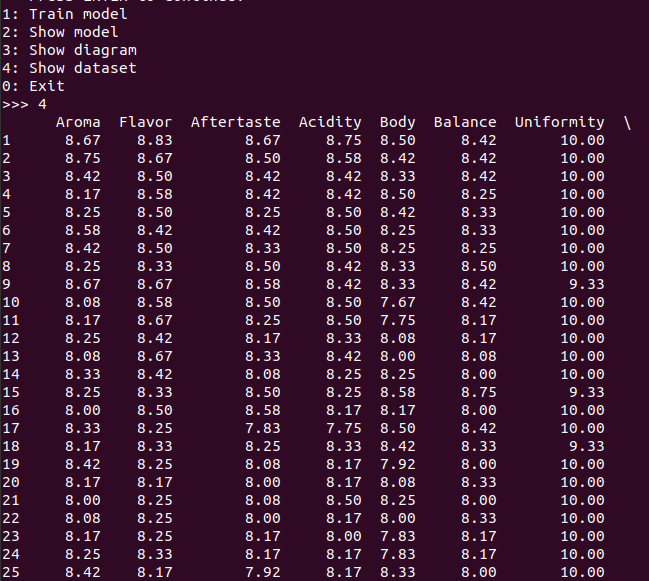 1: Train model
2: Show model
3: Show diagram
4: Show dataset
0: Exit
>>> 4
Aroma Flavor Aftertaste Acidity Body Balance Uniformity \
1 8.67 8.83 8.67 8.75 8.50 8.42 10.00
2 8.75 8.67 8.50 8.58 8.42 8.42 10.00
3 8.42 8.50 8.42 8.42 8.33 8.42 10.00
4 8.17 8.58 8.42 8.42 8.50 8.25 10.00
5 8.25 8.50 8.25 8.50 8.42 8.33 10.00
6 8.58 8.42 8.42 8.50 8.25 8.33 10.00
7 8.42 8.50 8.33 8.50 8.25 8.25 10.00
8 8.25 8.33 8.50 8.42 8.33 8.50 10.00
9 8.67 8.67 8.58 8.42 8.33 8.42 9.33
10 8.08 8.58 8.50 8.50 7.67 8.42 10.00
11 8.17 8.67 8.25 8.50 7.75 8.17 10.00
12 8.25 8.42 8.17 8.33 8.08 8.17 10.00
13 8.08 8.67 8.33 8.42 8.00 8.08 10.00
14 8.33 8.42 8.08 8.25 8.25 8.00 10.00
15 8.25 8.33 8.50 8.25 8.58 8.75 9.33
16 8.00 8.50 8.58 8.17 8.17 8.00 10.00
17 8.33 8.25 7.83 7.75 8.50 8.42 10.00
18 8.17 8.33 8.25 8.33 8.42 8.33 9.33
19 8.42 8.25 8.08 8.17 7.92 8.00 10.00
20 8.17 8.17 8.00 8.17 8.08 8.33 10.00
21 8.00 8.25 8.08 8.50 8.25 8.00 10.00
22 8.08 8.25 8.00 8.17 8.00 8.33 10.00
23 8.17 8.25 8.17 8.00 7.83 8.17 10.00
24 8.25 8.33 8.17 8.17 7.83 8.17 10.00
25 8.42 8.17 7.92 8.17 8.33 8.00 10.00